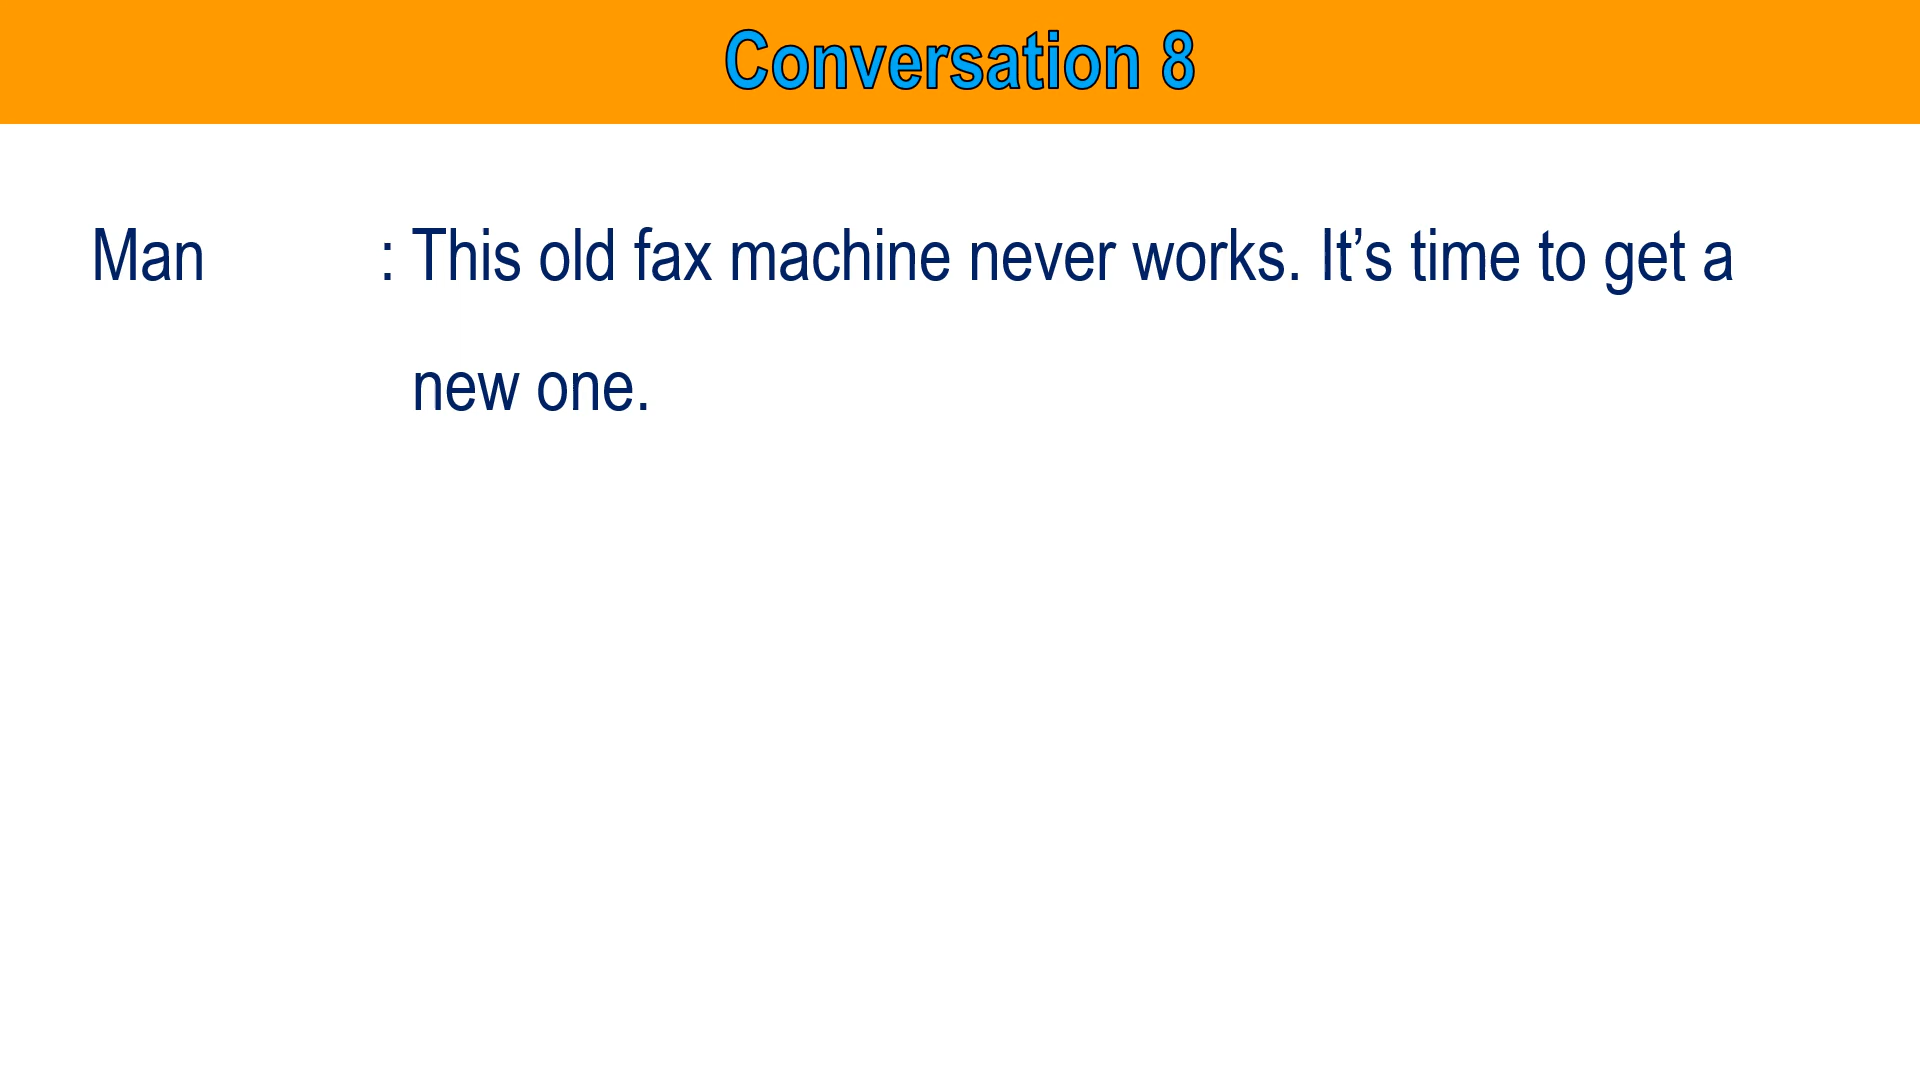 Conversation 8
Man : This old fax machine never works. It’s time to get a
new one.